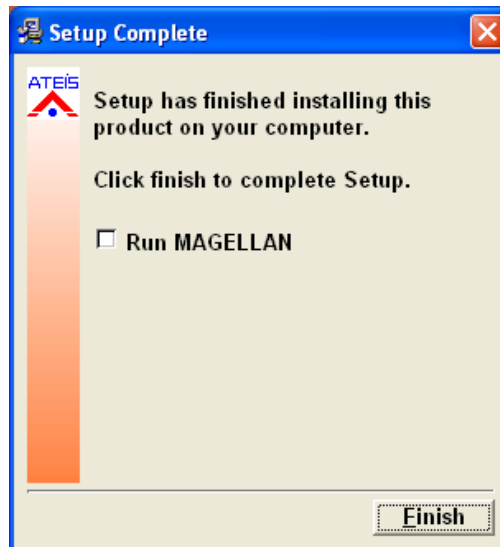 Setup Complete
ATEÏS
Setup has finished installing this
product on your computer.
Click finish to complete Setup.
Run MAGELLAN
Finish